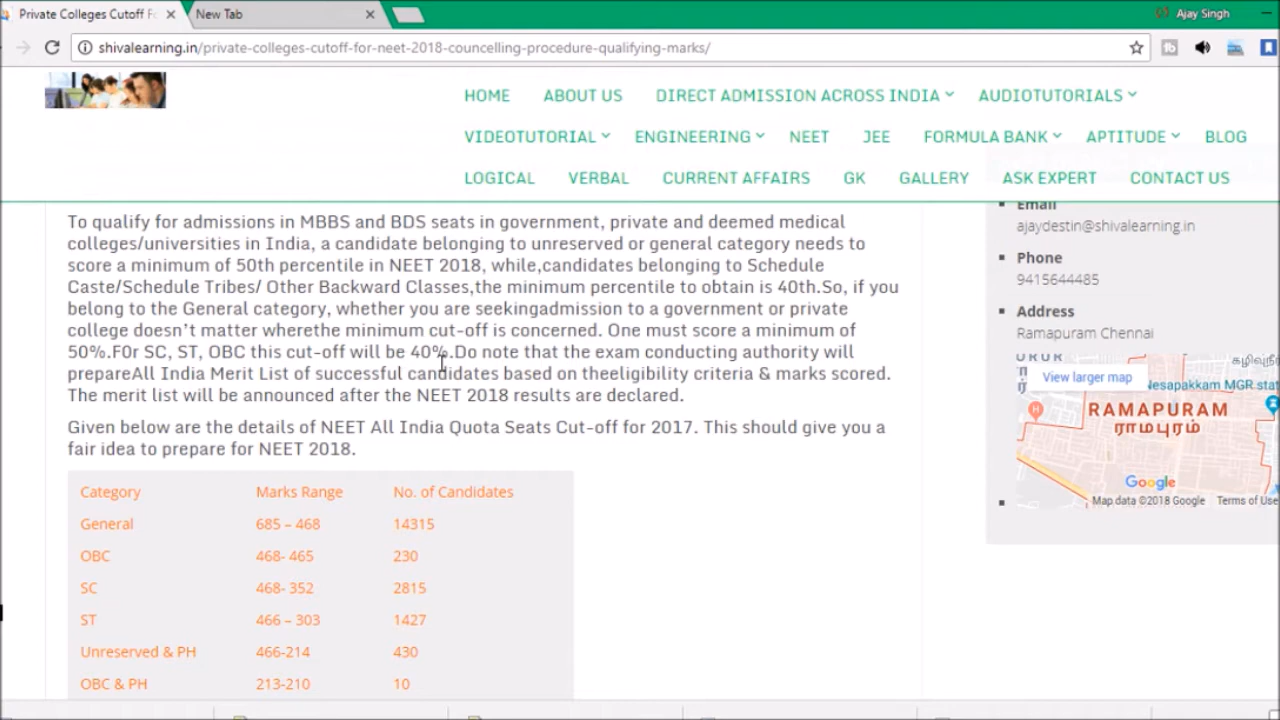 Private Colleges Cutoff F
New Tab
Ajay Singh
shivalearning.in/private-colleges-cutoff-for-neet-2018-councelling-procedure-qualifying-marks/
HOME ABOUT US DIRECT ADMISSION ACROSS INDIA AUDIOTUTORIALS
VIDEOTUTORIAL ENGINEERING NEET JEE FORMULA BANK APTITUDE BLOG
LOGICAL VERBAL CURRENT AFFAIRS GK GALLERY ASK EXPERT CONTACT US
To qualify for admissions in MBBS and BDS seats in government, private and deemed medical
colleges/universities in India, a candidate belonging to unreserved or general category needs to
score a minimum of 50th percentile in NEET 2018, while,candidates belonging to Schedule
Caste/Schedule Tribes/ Other Backwad Classes,the minimum percentile to obtain is 40th.So, if you
belong to the General category, whether you are seekingadmission to a government or private
college doesn't matter wherethe minimum cut-off is concerned. One must score a minimum of
50%.F0r SC, ST, OBC this cut-off will be 40%.Do note that the exam conducting authority will
prepareAll India Merit List of successful candidates based on theeligibility criteria & marks scored.
The merit list will be announced after the NEET 2018 results are declared.
Given below are the details of NEET All India Quota Seats Cut-off for 2017. This should give you a
fair idea to prepare for NEET 2018.
Category Marks Range No. of Candidates
General 685 – 468 14315
OBC 468- 465 230
SC 468- 352 2815
ST 466 – 303 1427
Unreserved & PH 466-214 430
OBC & PH 213-210 10
Email
ajaydestin@shivalearning.in
Phone
9415644485
Address
Ramapuram Chennai
View larger map
Nesapakkam MGR stat
RAMAPURAM
ராமபுரம்
Google
Map data ©2018 Google Terms of Use